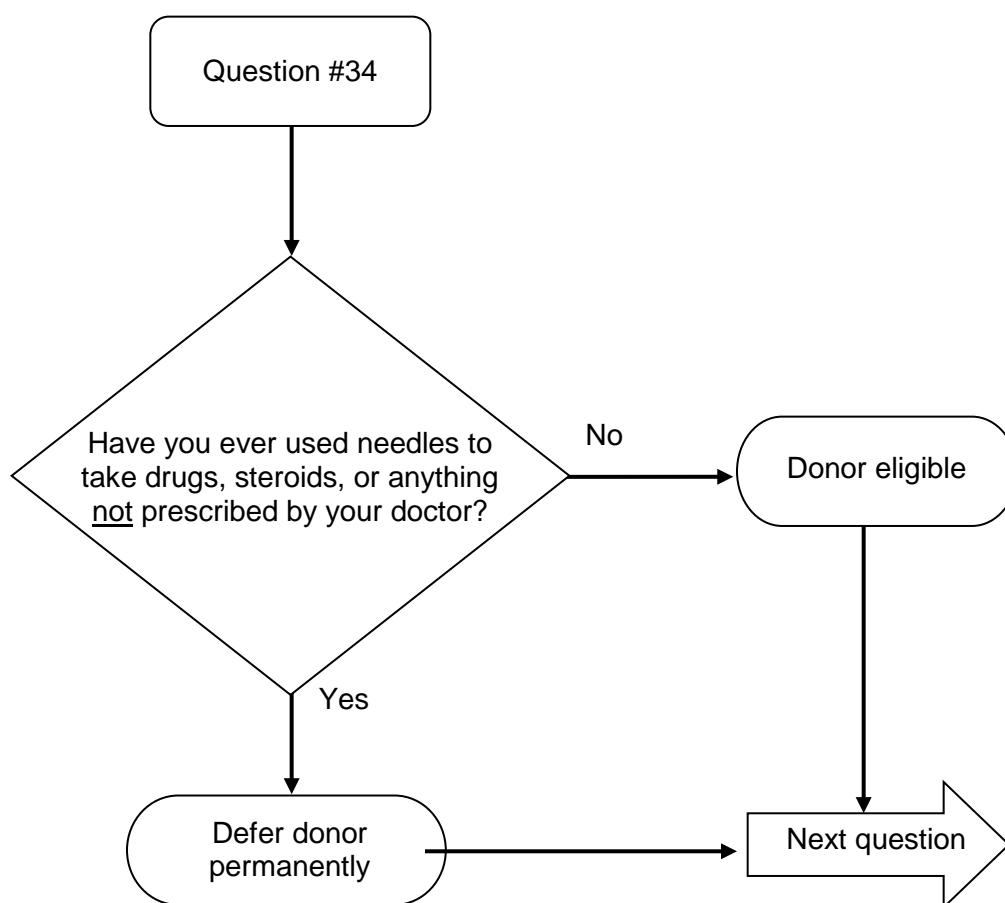 Question #34
Have you ever used needles to
take drugs, steroids, or anything
not prescribed by your doctor?
No
Donor eligible
Yes
Defer donor
permanently
Next question